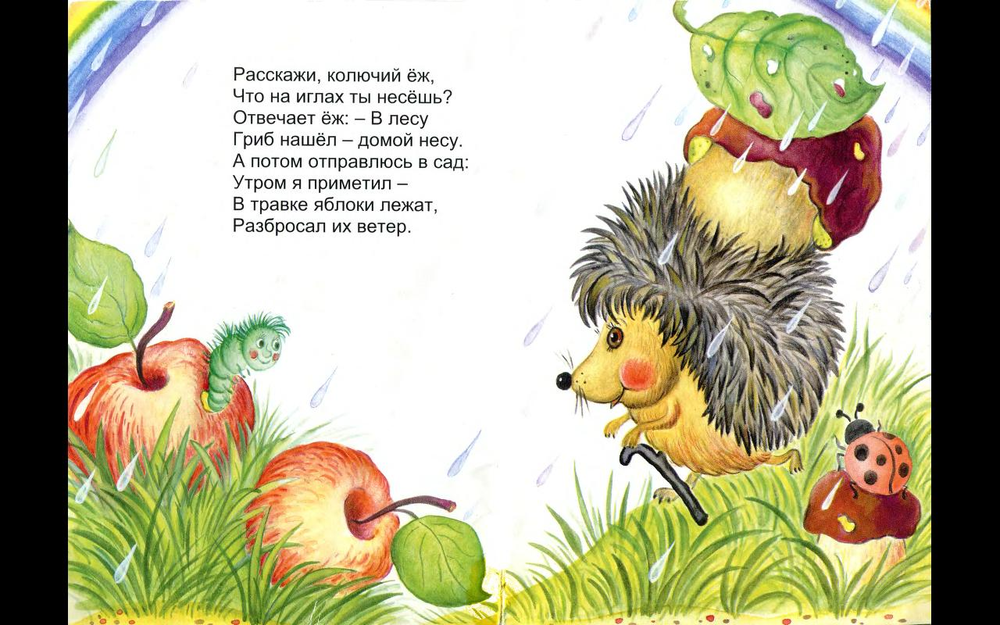 Расскажи, колючий ёж,
Что на иглах ты несёшь?
Отвечает ёж: – В лесу
Гриб нашёл – домой несу.
А потом отправлюсь в сад:
Утром я приметил –
В травке яблоки лежат,
Разбросал их ветер.